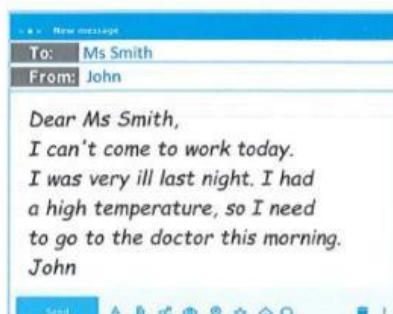 New message
To: Ms Smith
From: John
Dear Ms Smith,
I can't come to work today.
I was very ill last night. I had
a high temperature, so I need
to go to the doctor this morning.
John
Send